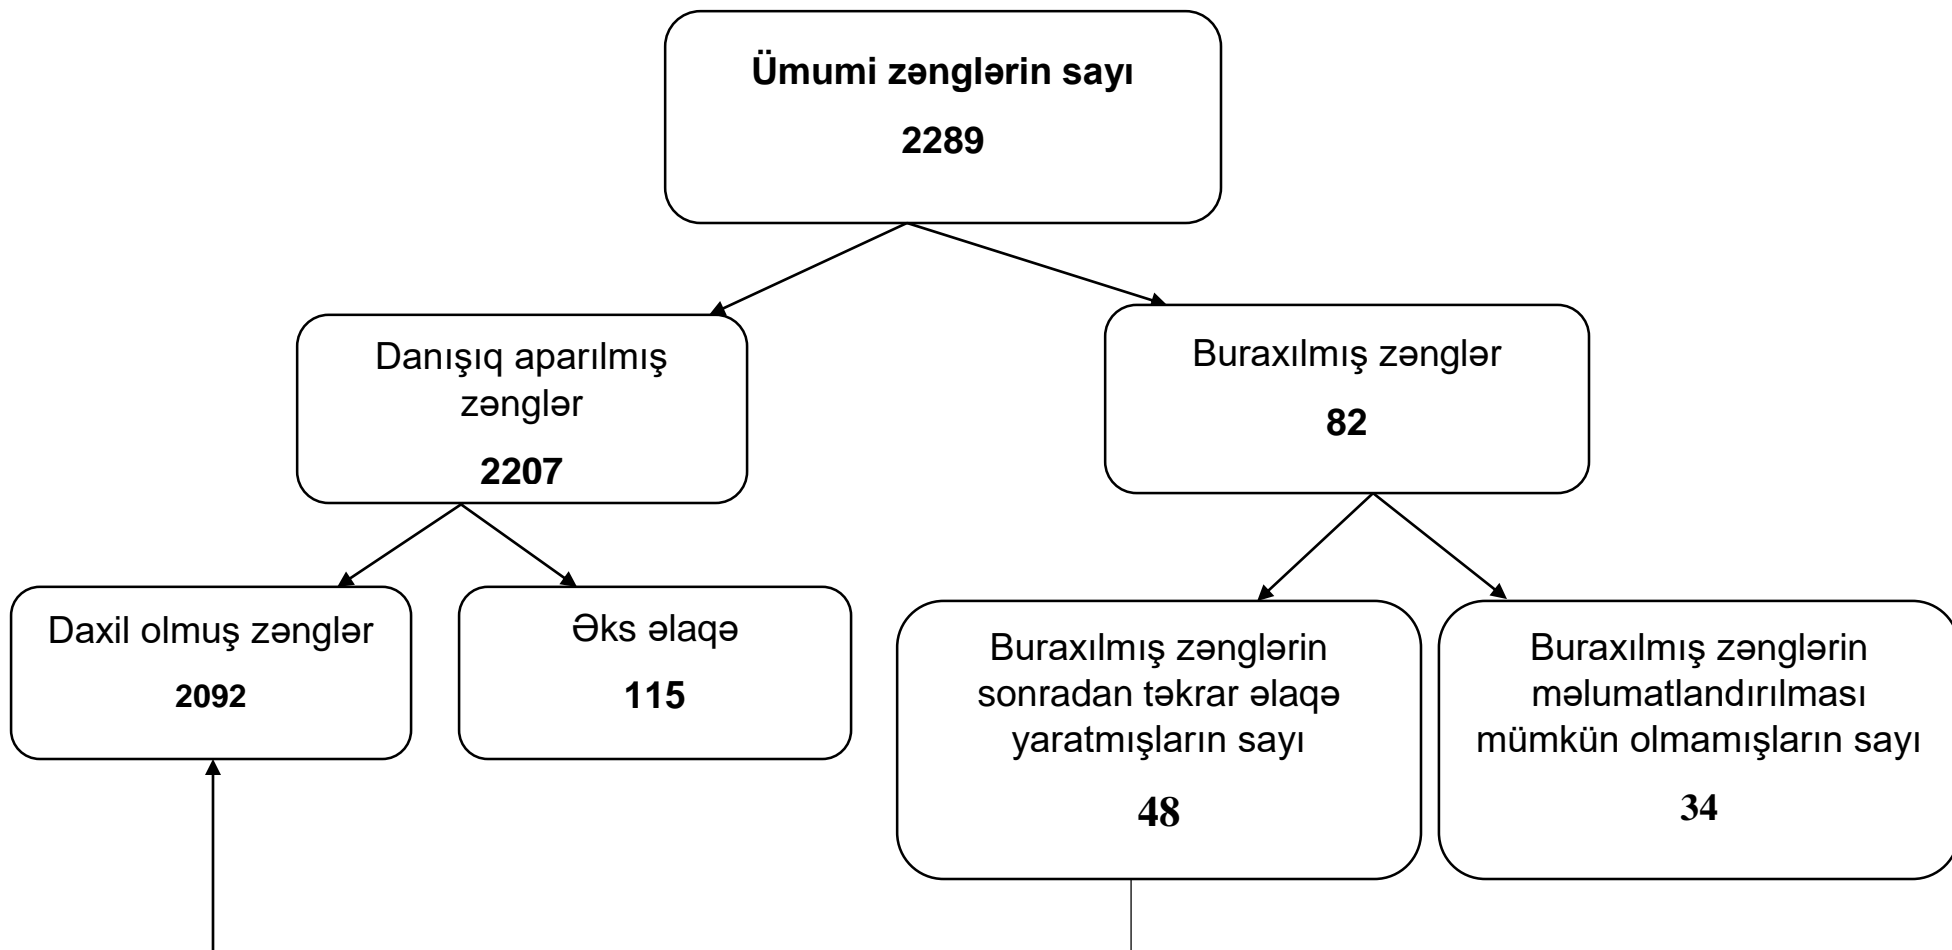 Ümumi zənglərin sayı
2289
Danışıq aparılmış
zənglər
2207
Buraxılmış zənglər
82
Daxil olmuş zənglər
2092
Əks əlaqə
115
Buraxılmış zənglərin
sonradan təkrar əlaqə
yaratmışların sayı
48
Buraxılmış zənglərin
məlumatlandırılması
mümkün olmamışların sayı
34